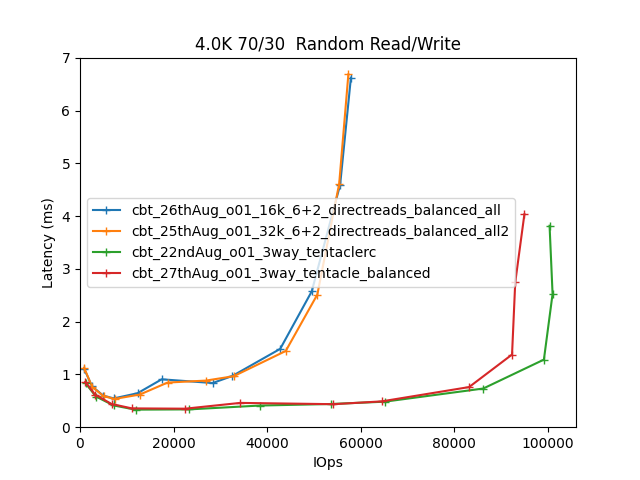 4.0K 70/30  Random Read/Write
7
6
5
4
3
2
1
0
Latency (ms)
cbt_26thAug_o01_16k_6+2_directreads_balanced_all
cbt_25thAug_o01_32k_6+2_directreads_balanced_all2
cbt_22ndAug_o01_3way_tentaclerc
cbt_27thAug_o01_3way_tentacle_balanced
0 20000 40000 60000 80000 100000
IOps